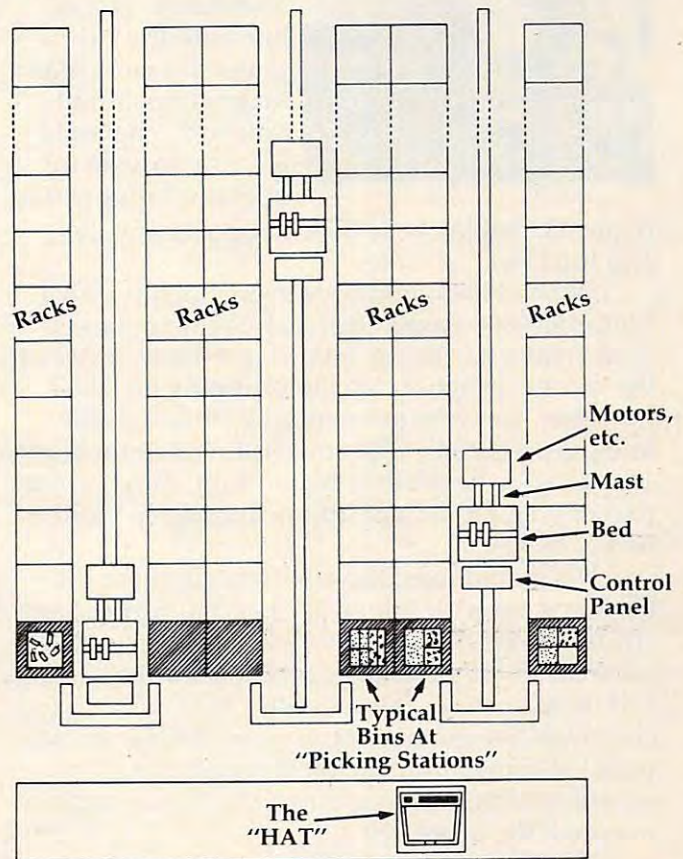 Racks
Racks
Racks
Racks
Motors,
etc.
Mast
Bed
Control
Panel
Typical
Bins At
"Picking Stations"
The
"HAT"